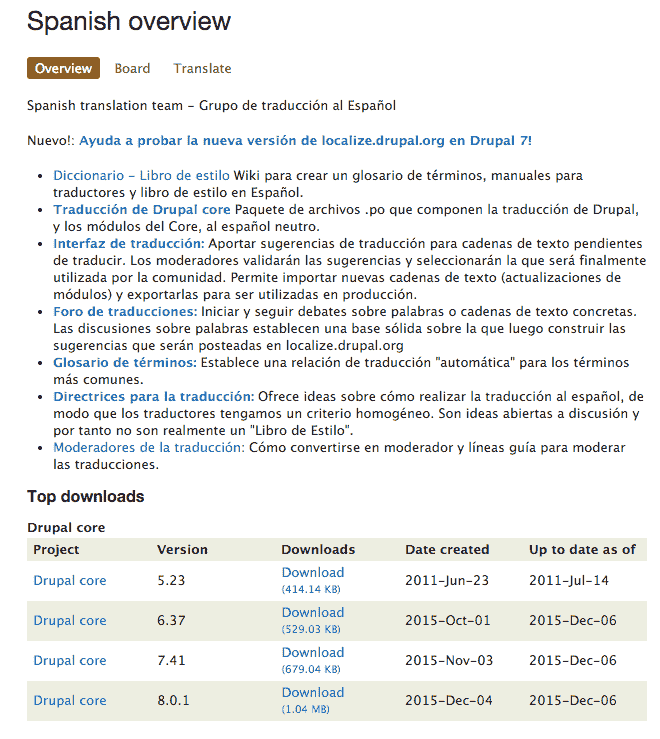 Spanish overview
Overview Board Translate
Spanish translation team – Grupo de traducción al Español
Nuevo!: Ayuda a probar la nueva versión de localize.drupal.org en Drupal 7!
• Diccionario – Libro de estilo Wiki para crear un glosario de términos, manuales para
traductores y libro de estilo en Español.
• Traducción de Drupal core Paquete de archivos .po que componen la traducción de Drupal,
y los módulos del Core, al español neutro.
• Interfaz de traducción: Aportar sugerencias de traducción para cadenas de texto pendientes
de traducir. Los moderadores validarán las sugerencias y seleccionarán la que será finalmente
utilizada por la comunidad. Permite importar nuevas cadenas de texto (actualizaciones de
módulos) y exportarlas para ser utilizadas en producción.
• Foro de traducciones: Iniciar y seguir debates sobre palabras o cadenas de texto concretas.
Las discusiones sobre palabras establecen una base sólida sobre la que luego construir las
sugerencias que serán posteadas en localize.drupal.org
• Glosario de términos: Establece una relación de traducción "automática" para los términos
más comunes.
• Directrices para la traducción: Ofrece ideas sobre cómo realizar la traducción al español, de
modo que los traductores tengamos un criterio homogéneo. Son ideas abiertas a discusión y
por tanto no son realmente un "Libro de Estilo".
• Moderadores de la traducción: Cómo convertirse en moderador y líneas guía para moderar
las traducciones.
Top downloads
Drupal core
Project Version Downloads Date created Up to date as of
Drupal core 5.23 Download 2011-Jun-23 2011-Jul-14
(414.14 KB)
Drupal core 6.37 Download 2015-Oct-01 2015-Dec-06
(529.03 KB)
Drupal core 7.41 Download 2015-Nov-03 2015-Dec-06
(679.04 KB)
Drupal core 8.0.1 Download 2015-Dec-04 2015-Dec-06
(1.04 MB)